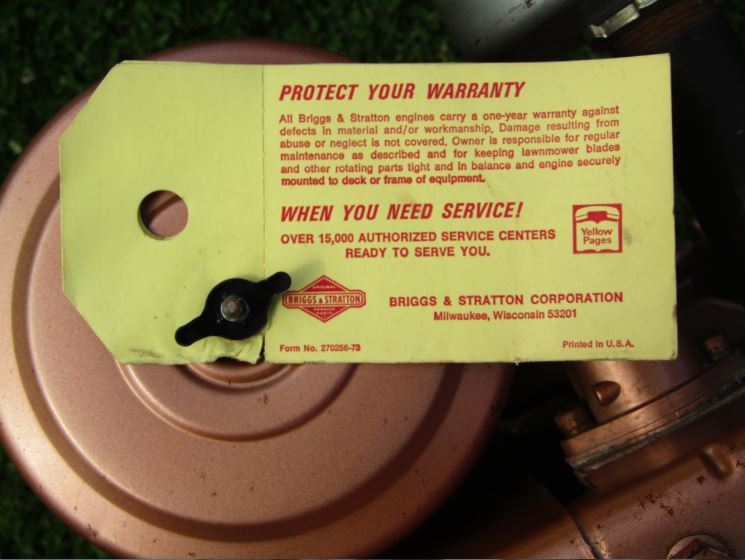 PROTECT YOUR WARRANTY
All Briggs & Stratton engines carry a one-year warranty against
defects in material and/or workmanship. Damage resulting from
abuse or neglect is not covered. Owner is responsible for regular
maintenance as described and for keeping lawnmower blades
and other rotating parts tight and in balance and engine securely
mounted to deck or frame of equipment.
WHEN YOU NEED SERVICE!
OVER 15,000 AUTHORIZED SERVICE CENTERS
READY TO SERVE YOU.
Yellow
Pages
ORIGINAL
BRIGGS & STRATTON
SERVICE
PARTS
BRIGGS & STRATTON CORPORATION
Milwaukee, Wisconsin 53201
Form No. 270256-73
Printed in U.S.A.